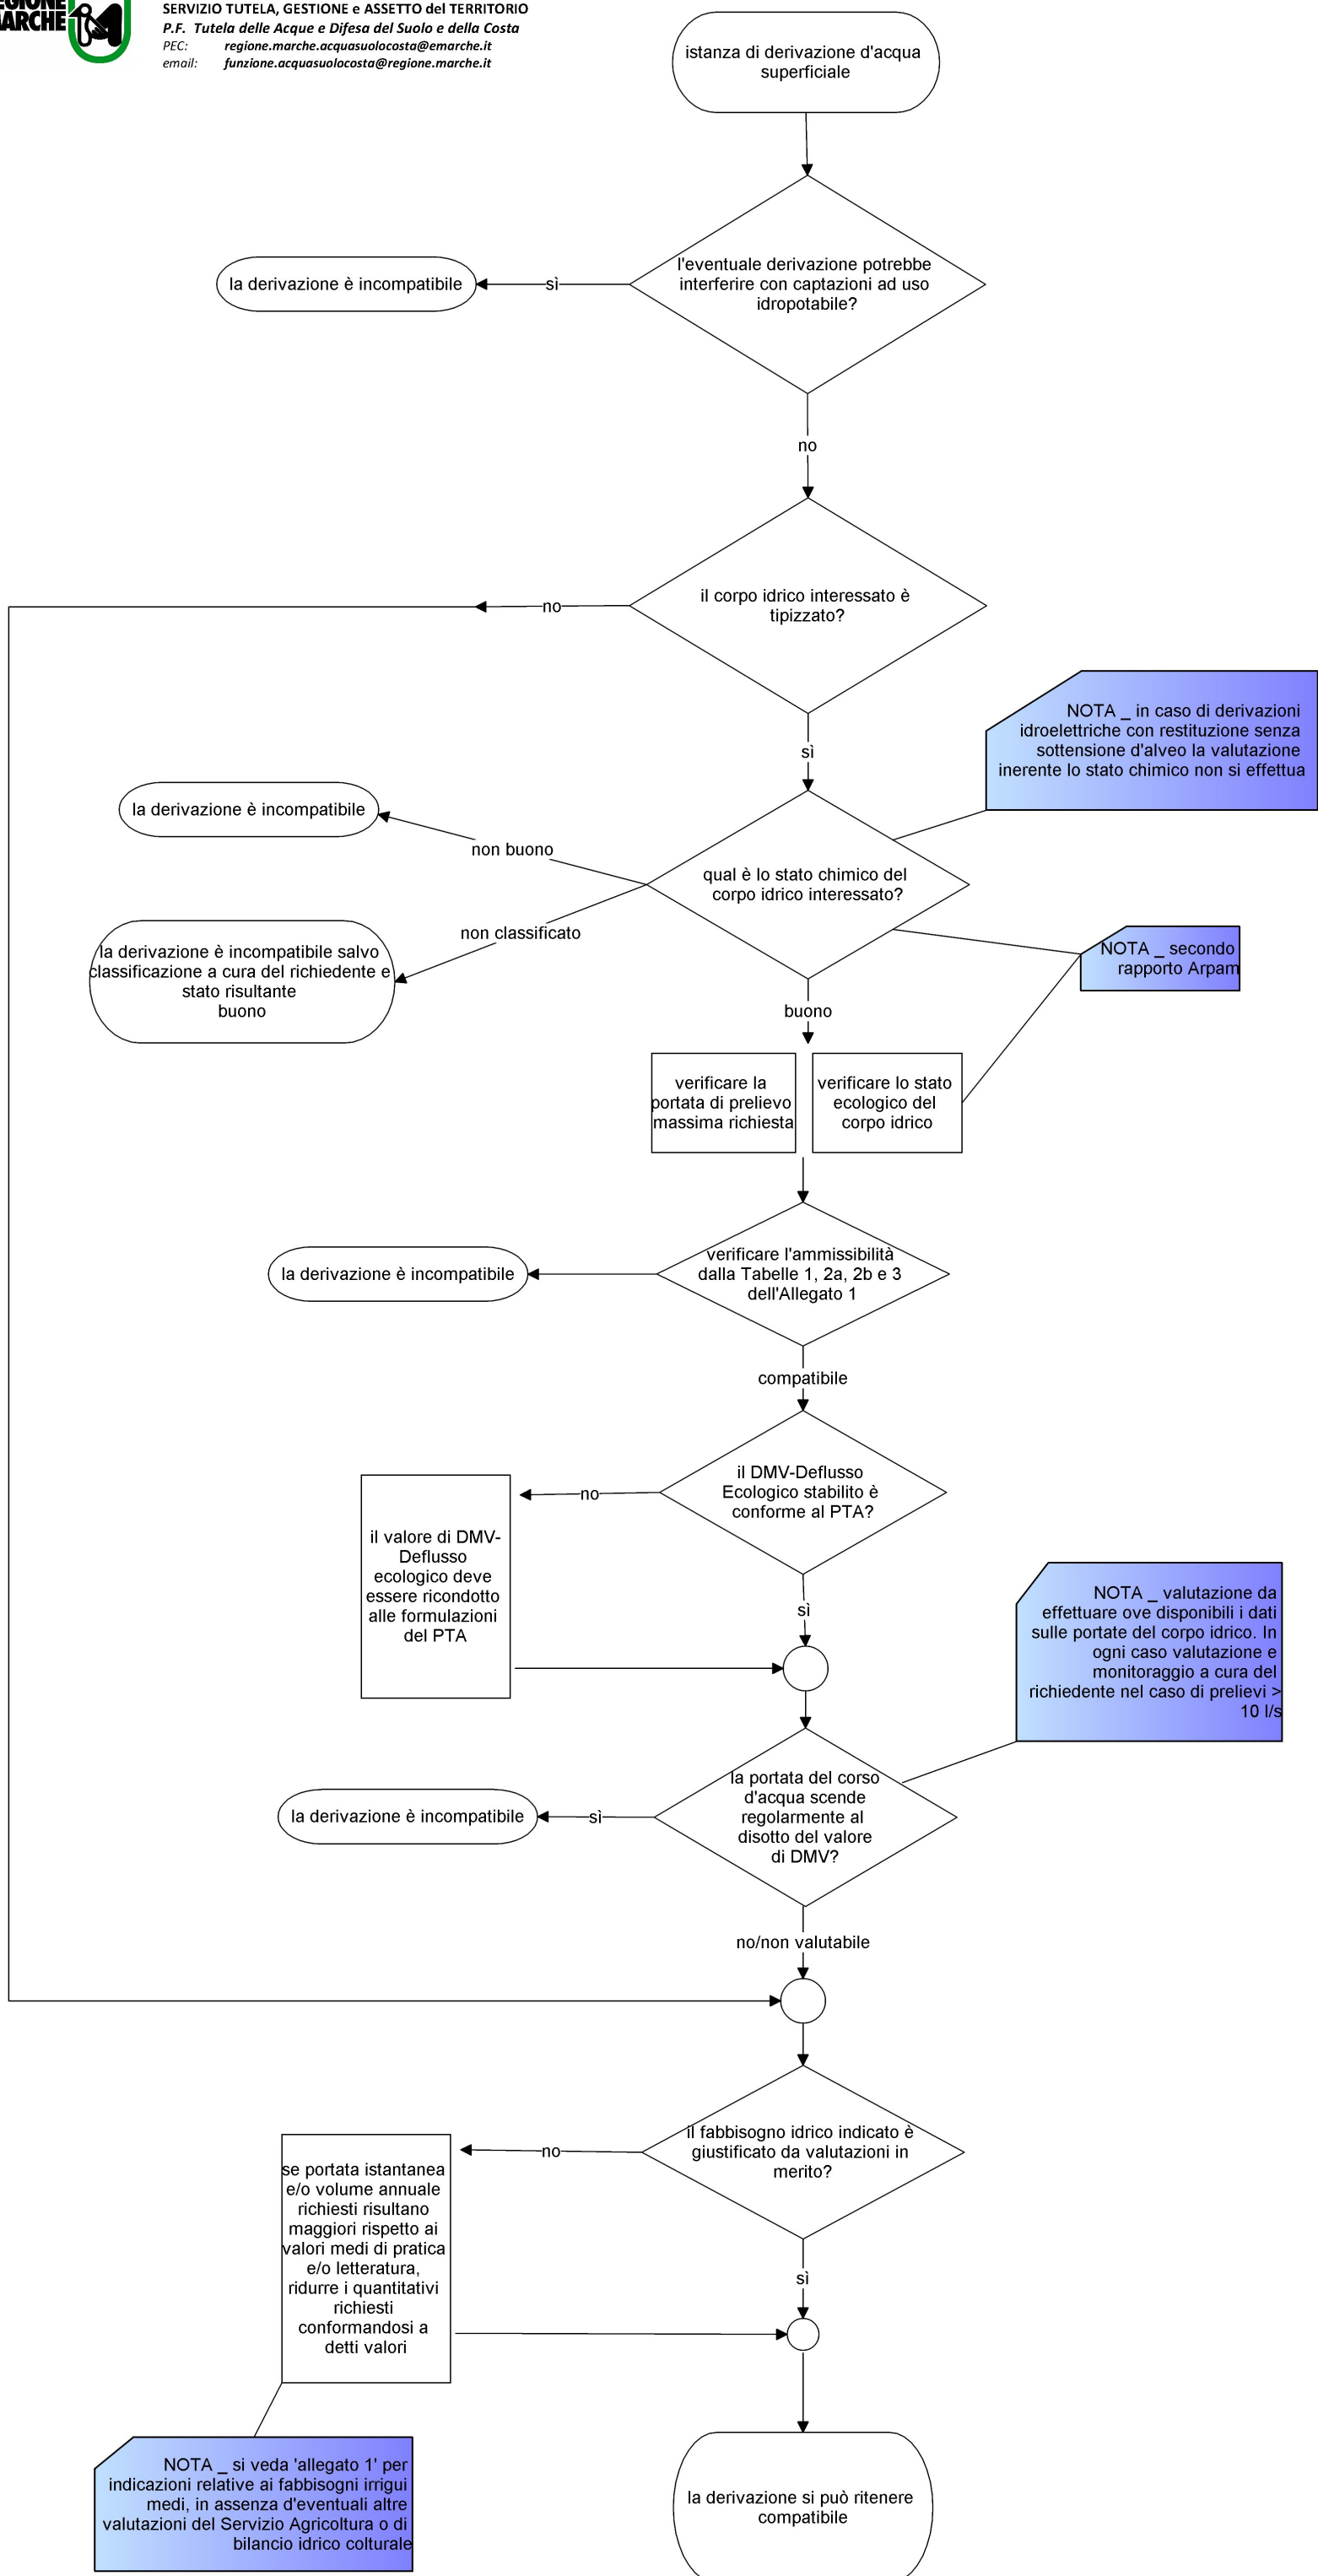 REGIONE
MARCHE
SERVIZIO TUTELA, GESTIONE e ASSETTO del TERRITORIO
P.F. Tutela delle Acque e Difesa del Suolo e della Costa
PEC: regione.marche.acquasuolocosta@emarche.it
email: funzione.acquasuolocosta@regione.marche.it
istanza di derivazione d'acqua
superficiale
l'eventuale derivazione potrebbe
interferire con captazioni ad uso
idropotabile?
sì
la derivazione è incompatibile
no
il corpo idrico interessato è
tipizzato?
no
sì
NOTA _ in caso di derivazioni
idroelettriche con restituzione senza
sottensione d'alveo la valutazione
inerente lo stato chimico non si effettua
qual è lo stato chimico del
corpo idrico interessato?
non buono
la derivazione è incompatibile
non classificato
la derivazione è incompatibile salvo
classificazione a cura del richiedente e
stato risultante
buono
NOTA _ secondo
rapporto Arpam
buono
verificare la
portata di prelievo
massima richiesta
verificare lo stato
ecologico del
corpo idrico
verificare l'ammissibilità
dalla Tabelle 1, 2a, 2b e 3
dell'Allegato 1
la derivazione è incompatibile
compatibile
il DMV-Deflusso
Ecologico stabilito è
conforme al PTA?
no
il valore di DMV-
Deflusso
ecologico deve
essere ricondotto
alle formulazioni
del PTA
sì
NOTA _ valutazione da
effettuare ove disponibili i dati
sulle portate del corpo idrico. In
ogni caso valutazione e
monitoraggio a cura del
richiedente nel caso di prelievi >
10 l/s
la portata del corso
d'acqua scende
regolarmente al
disotto del valore
di DMV?
sì
la derivazione è incompatibile
no/non valutabile
il fabbisogno idrico indicato è
giustificato da valutazioni in
merito?
no
se portata istantanea
e/o volume annuale
richiesti risultano
maggiori rispetto ai
valori medi di pratica
e/o letteratura,
ridurre i quantitativi
richiesti
conformandosi a
detti valori
sì
NOTA _ si veda 'allegato 1' per
indicazioni relative ai fabbisogni irrigui
medi, in assenza d'eventuali altre
valutazioni del Servizio Agricoltura o di
bilancio idrico colturale
la derivazione si può ritenere
compatibile